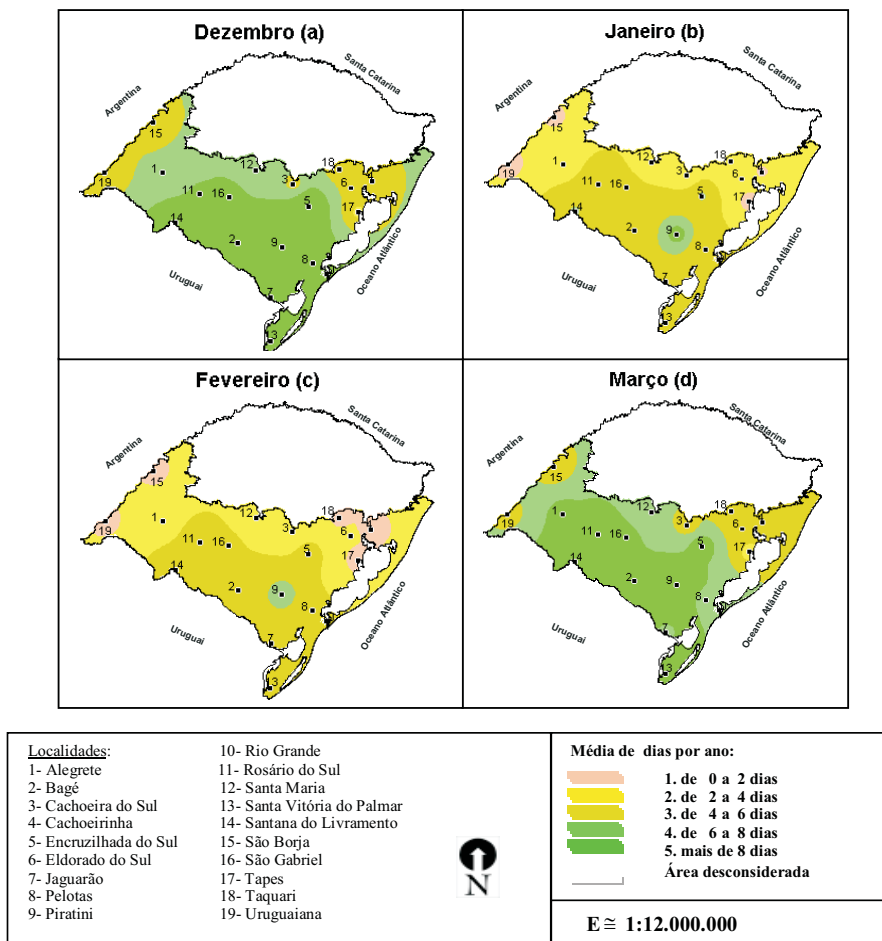 Dezembro (a)
Santa Catarina
Argentina
15
19
1
12
3
18
6
11
16
5
17
14
2
9
8
7
13
Uruguai
Oceano Atlântico
Janeiro (b)
Santa Catarina
Argentina
15
19
1
12
3
18
6
11
16
5
17
14
2
9
8
7
13
Uruguai
Oceano Atlântico
Fevereiro (c)
Santa Catarina
Argentina
15
19
1
12
3
18
6
11
16
5
17
14
2
9
8
7
13
Uruguai
Oceano Atlântico
Março (d)
Santa Catarina
Argentina
15
19
1
12
3
18
6
11
16
5
17
14
2
9
8
7
13
Uruguai
Oceano Atlântico
Localidades:
1- Alegrete
2- Bagé
3- Cachoeira do Sul
4- Cachoeirinha
5- Encruzilhada do Sul
6- Eldorado do Sul
7- Jaguarão
8- Pelotas
9- Piratini
10- Rio Grande
11- Rosário do Sul
12- Santa Maria
13- Santa Vitória do Palmar
14- Santana do Livramento
15- São Borja
16- São Gabriel
17- Tapes
18- Taquari
19- Uruguaiana
N
Média de dias por ano:
1. de 0 a 2 dias
2. de 2 a 4 dias
3. de 4 a 6 dias
4. de 6 a 8 dias
5. mais de 8 dias
Área desconsiderada
E ≅ 1:12.000.000